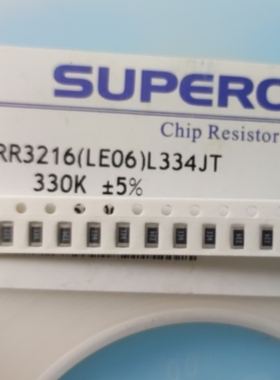 SUPERO
Chip Resistor
RR3216(LE06)L334JT
330K ±5%